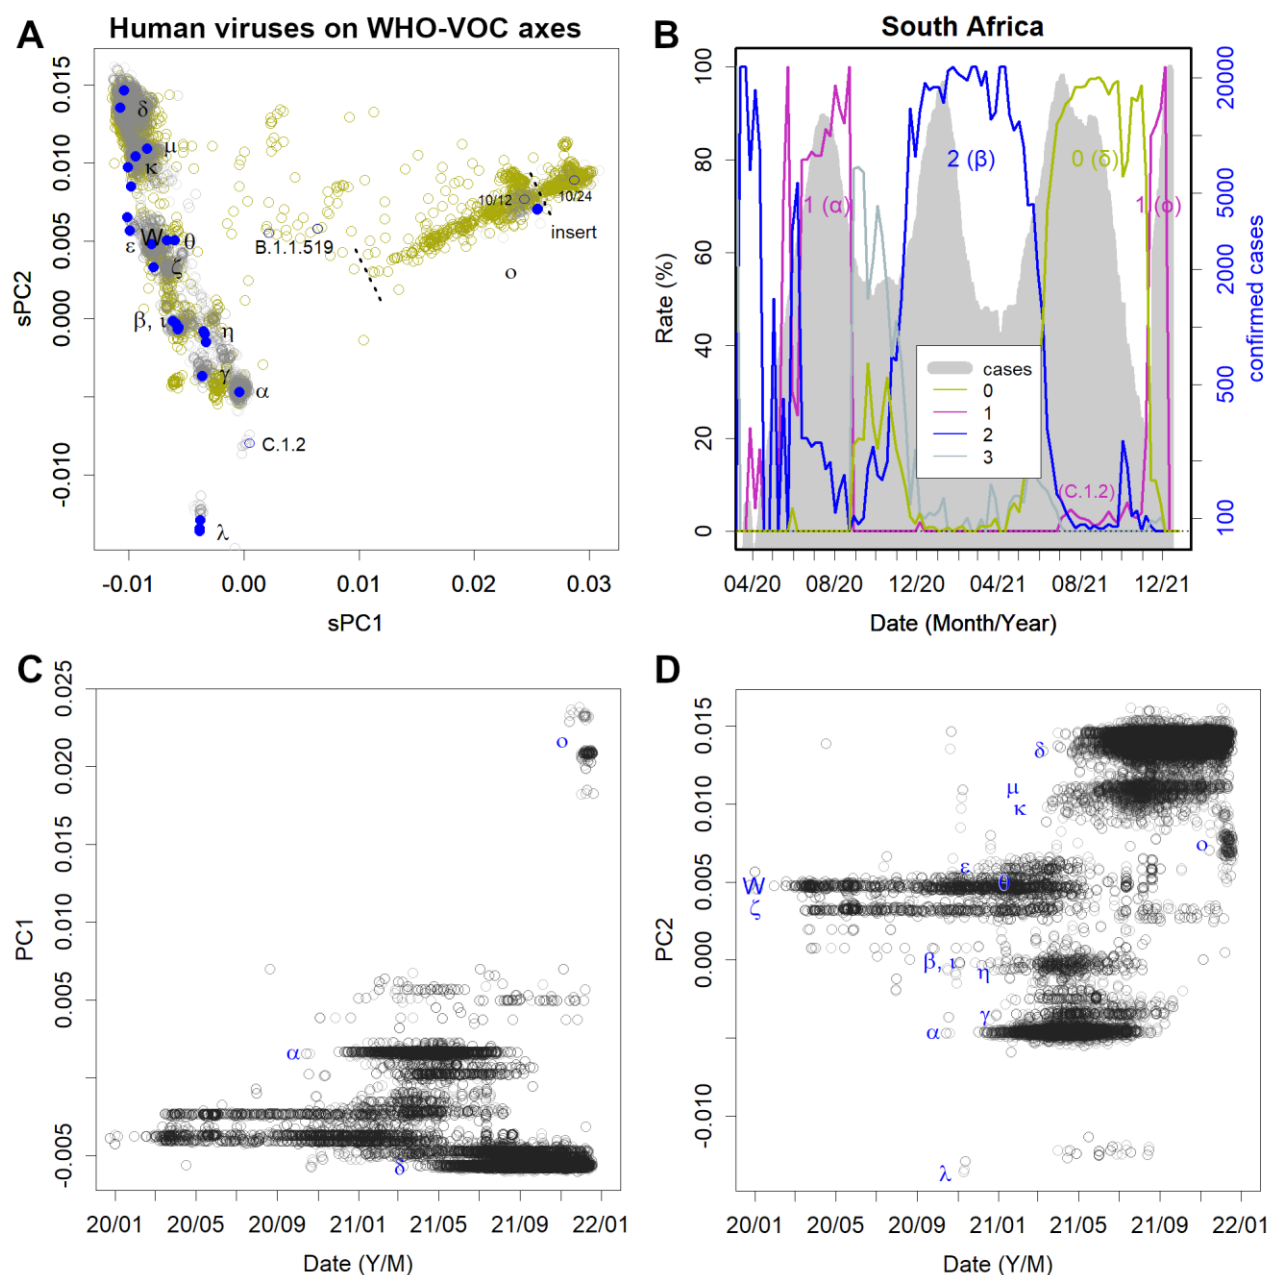 A
Human viruses on WHO-VOC axes
0.015
0.010
0.005
0.000
-0.010
sPC2
δ
μ
κ
ε
W
θ
ζ
β, ι
η
γ
α
C.1.2
λ
B.1.1.519
10/12
10/24
insert
ο
-0.01
0.00
0.01
0.02
0.03
sPC1
B
South Africa
100
80
60
40
20
0
Rate (%)
1 (α)
2 (β)
0 (δ)
1 (ο)
(C.1.2)
cases
0
1
2
3
20000
5000
2000
500
100
confirmed cases
04/20
08/20
12/20
04/21
08/21
12/21
Date (Month/Year)
C
0.025
0.020
0.015
0.010
0.005
-0.005
PC1
ο
α
δ
20/01
20/05
20/09
21/01
21/05
21/09
22/01
Date (Y/M)
D
0.015
0.010
0.005
0.000
-0.010
PC2
δ
μ
κ
ο
ε
W
θ
ζ
β, ι
η
γ
α
λ
20/01
20/05
20/09
21/01
21/05
21/09
22/01
Date (Y/M)